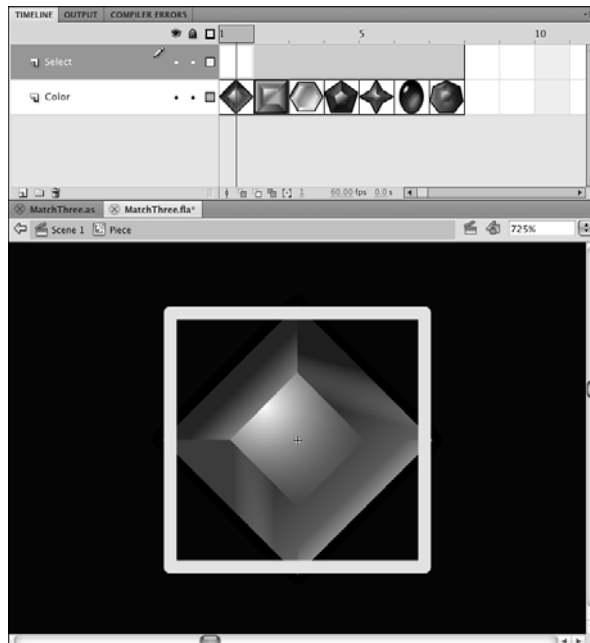 TIMELINE OUTPUT COMPILER ERRORS
1 5 10
Select
Color
1 60.00 fps 0.0 s
MatchThree.as MatchThree.fla*
Scene 1 Piece 725%